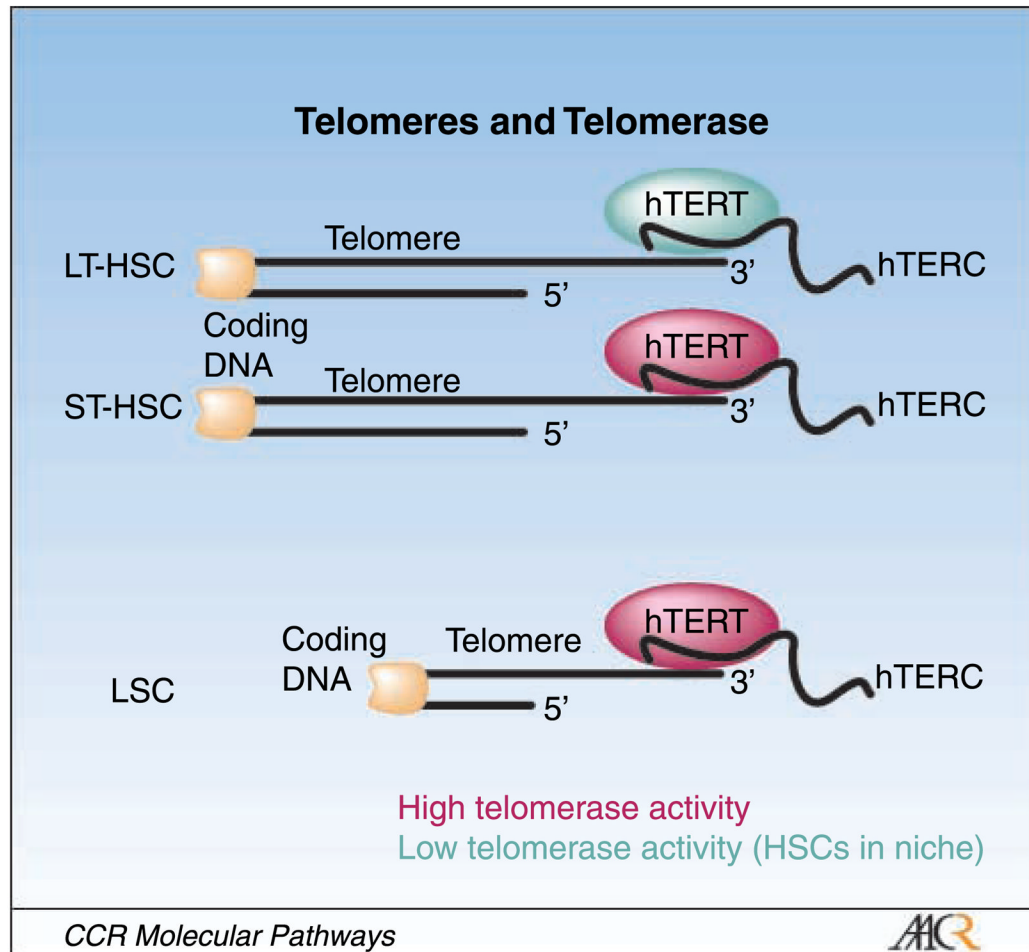 Telomeres and Telomerase
hTERT
Telomere
LT-HSC
3’
hTERC
5’
Coding
DNA
hTERT
Telomere
ST-HSC
3’
hTERC
5’
hTERT
Coding
DNA
Telomere
LSC
3’
hTERC
5’
High telomerase activity
Low telomerase activity (HSCs in niche)
CCR Molecular Pathways
AACR